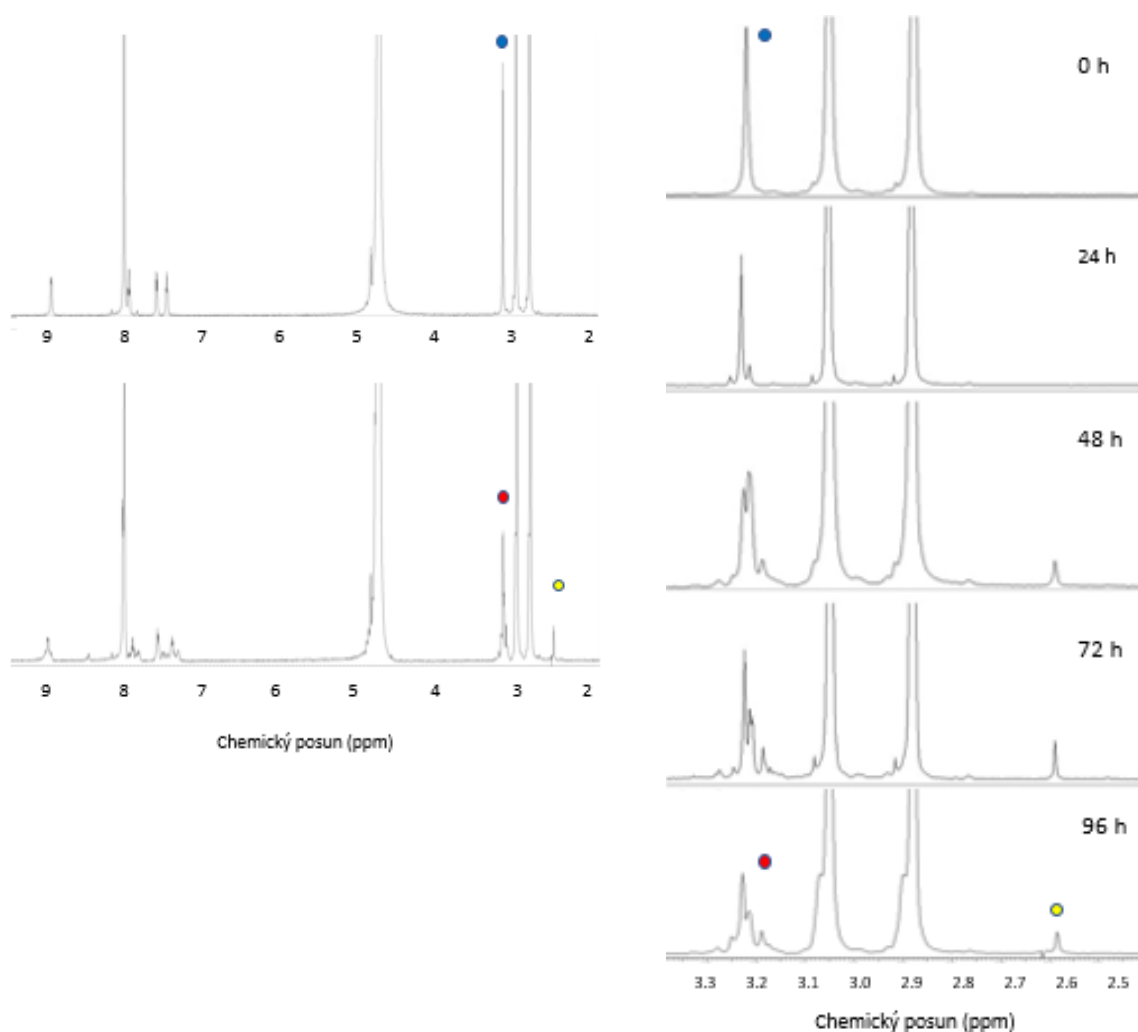 9 8 7 6 5 4 3 2
9 8 7 6 5 4 3 2
Chemický posun (ppm)
0 h
24 h
48 h
72 h
96 h
3.3 3.2 3.1 3.0 2.9 2.8 2.7 2.6 2.5
Chemický posun (ppm)